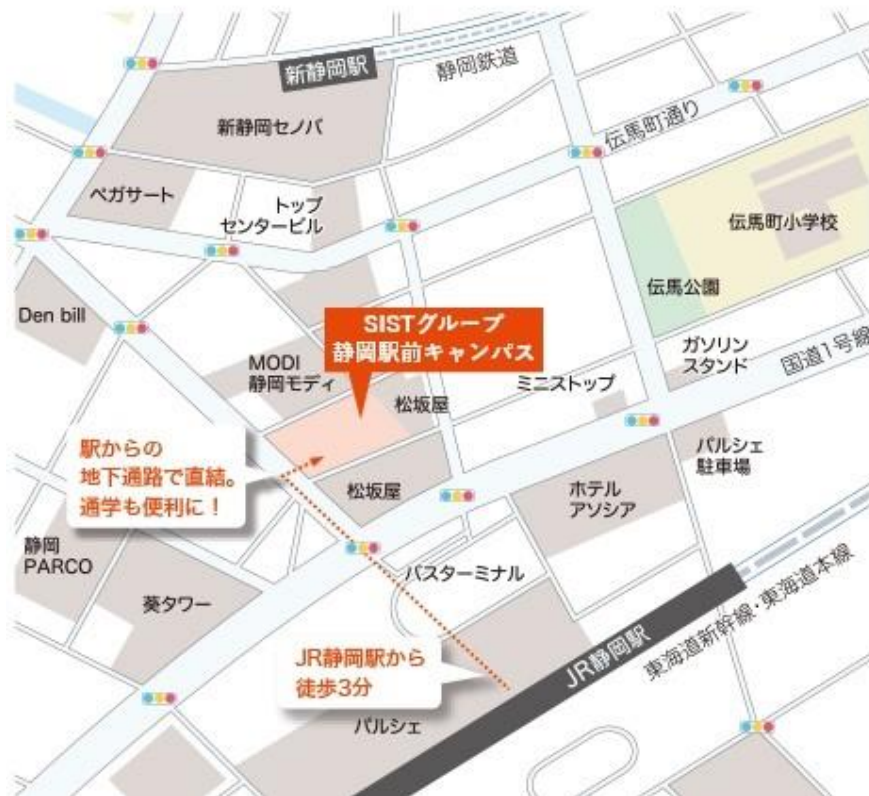 新静岡駅
静岡鉄道
新静岡セノバ
伝馬町通り
ペガサート
トップ
センタービル
伝馬町小学校
伝馬公園
Den bill
SISTグループ
静岡駅前キャンパス
MODI
静岡モディ
松坂屋
ミニストップ
ガソリン
スタンド
国道1号線
駅からの
地下通路で直結。
通学も便利に！
松坂屋
ホテル
アソシア
パルシェ
駐車場
静岡
PARCO
葵タワー
バスターミナル
JR静岡駅
東海道新幹線・東海道本線
JR静岡駅から
徒歩3分
パルシェ